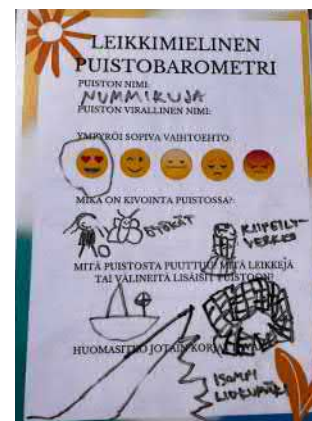 LEIKKIMIELINEN
PUISTOBAROMETRI
PUISTON NIMI:
NUMMIKUJA
PUISTON VIRALLINEN NIMI:
YMPYRÖI SOPIVA VAIHTOEHTO:
MIKÄ ON KIVOINTA PUISTOSSA?:
ETÖKÄT
KIIPEILY-
VERKKO
MITÄ PUISTOSTA PUUTTUU? MITÄ LEIKKEJÄ
TAI VÄLINEITÄ LISÄISIT PUISTOON?
HUOMASITKO JOTAIN
ISOMPI
LIUKUMÄKI